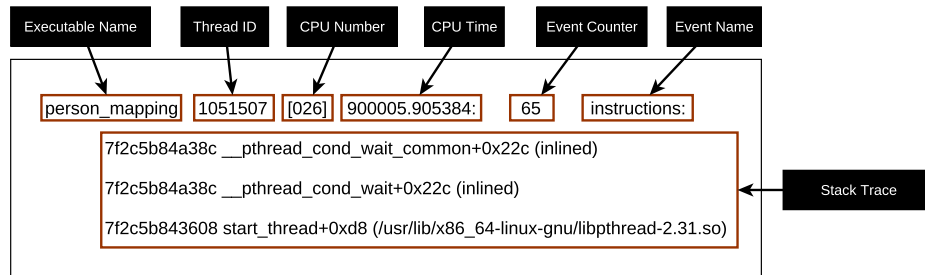 Executable Name Thread ID CPU Number CPU Time Event Counter Event Name
person_mapping 1051507 [026] 900005.905384: 65 instructions:
7f2c5b84a38c __pthread_cond_wait_common+0x22c (inlined)
7f2c5b84a38c __pthread_cond_wait+0x22c (inlined)
Stack Trace
7f2c5b843608 start_thread+0xd8 (/usr/lib/x86_64-linux-gnu/libpthread-2.31.so)